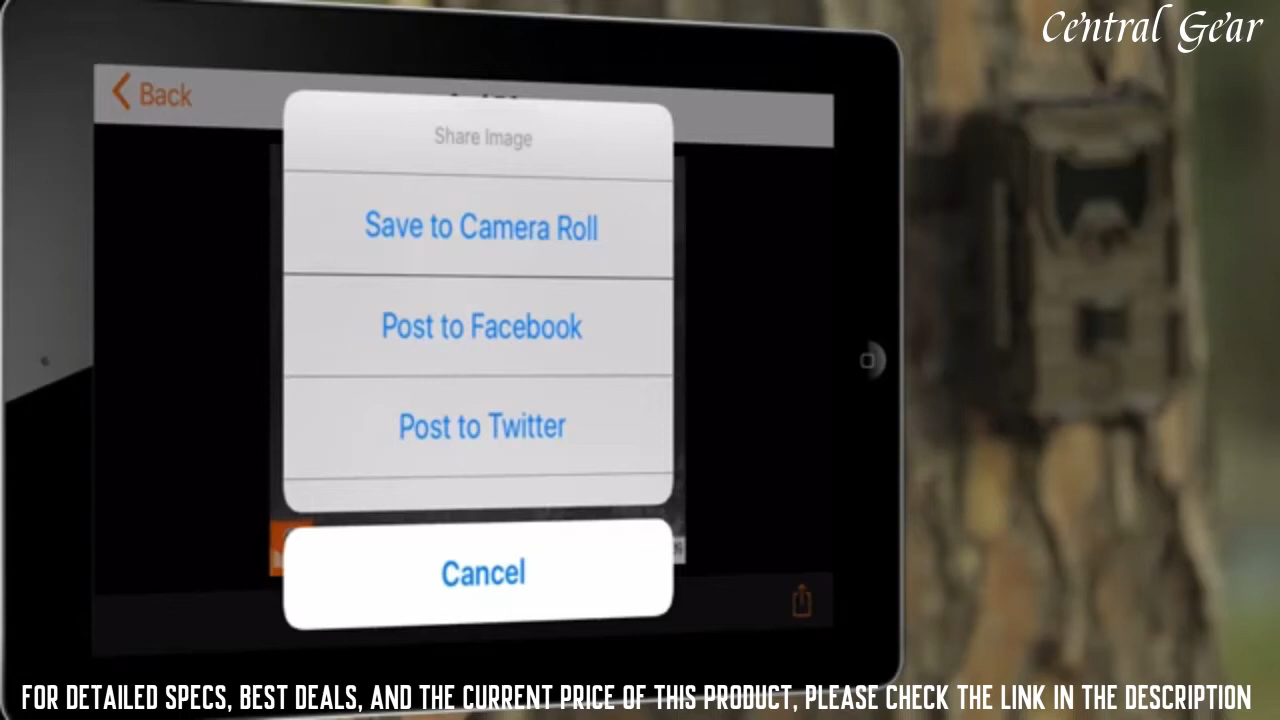 Central Gear
Back
Share Image
Save to Camera Roll
Post to Facebook
Post to Twitter
Cancel
FOR DETAILED SPECS, BEST DEALS, AND THE CURRENT PRICE OF THIS PRODUCT, PLEASE CHECK THE LINK IN THE DESCRIPTION